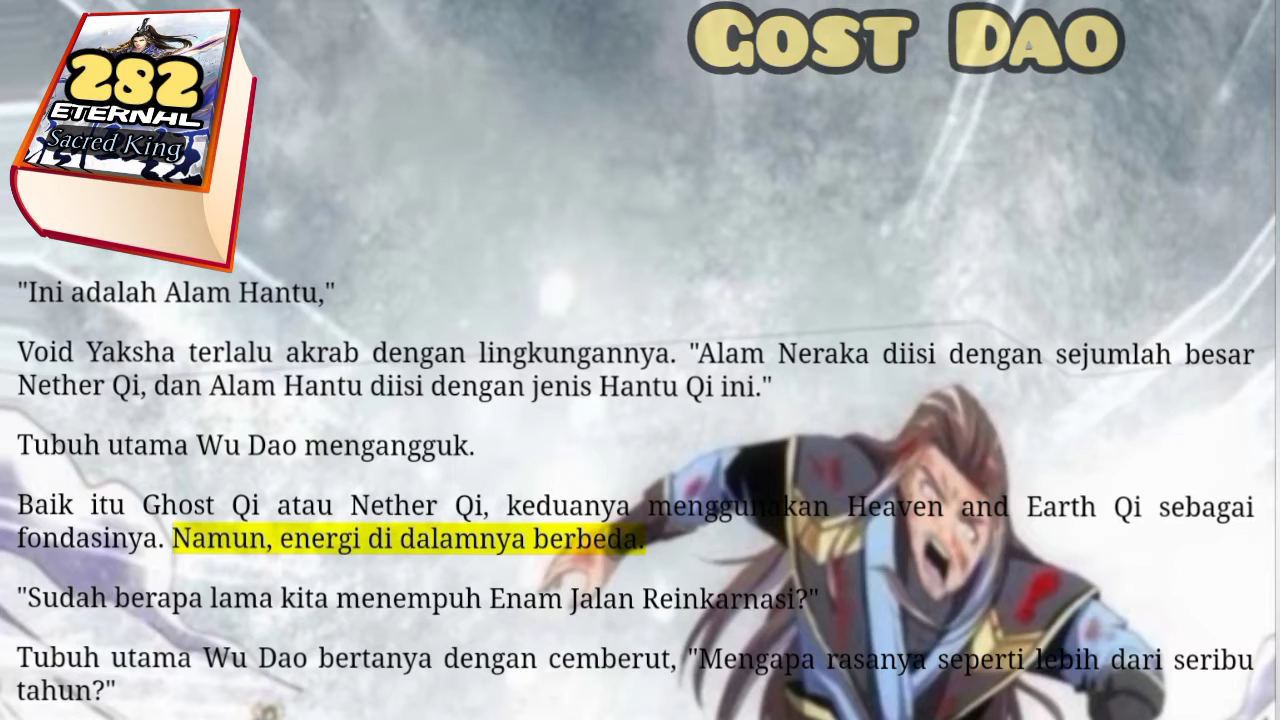 GOST DAO
282
ETERNAL
Sacred King
"Ini adalah Alam Hantu,"
Void Yaksha terlalu akrab dengan lingkungannya. "Alam Neraka diisi dengan sejumlah besar
Nether Qi, dan Alam Hantu diisi dengan jenis Hantu Qi ini."
Tubuh utama Wu Dao mengangguk.
Baik itu Ghost Qi atau Nether Qi, keduanya menggunakan Heaven and Earth Qi sebagai
fondasinya. Namun, energi di dalamnya berbeda.
"Sudah berapa lama kita menempuh Enam Jalan Reinkarnasi?"
Tubuh utama Wu Dao bertanya dengan cemberut, "Mengapa rasanya seperti lebih dari seribu
tahun?"